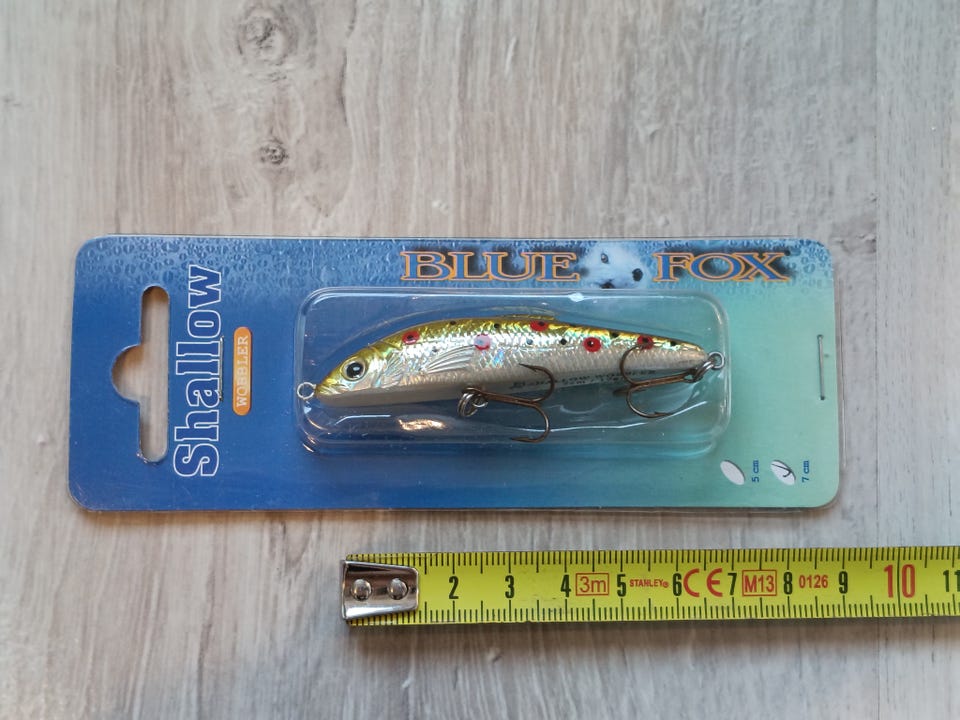 BLUE FOX
Shallow
WOBBLER
5 cm
7 cm
2 3 4 3m 5 STANLEY® 6 CE 7 M13 8 0126 9 10 11